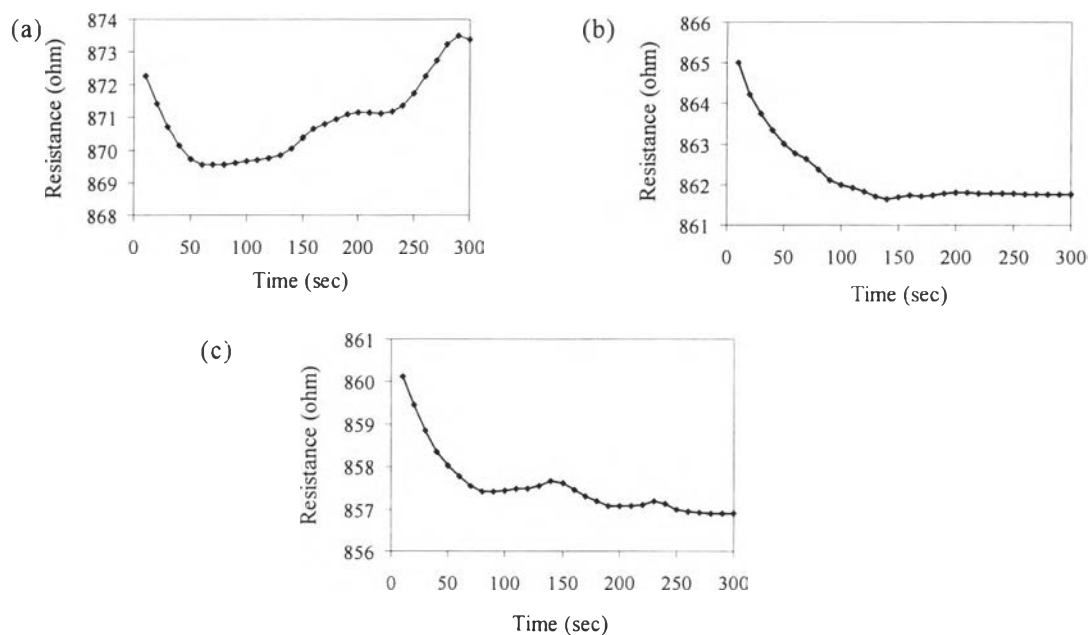 (a)
Resistance (ohm)
874
873
872
871
870
869
868
0 50 100 150 200 250 300
Time (sec)
(b)
Resistance (ohm)
866
865
864
863
862
861
0 50 100 150 200 250 300
Time (sec)
(c)
Resistance (ohm)
861
860
859
858
857
856
0 50 100 150 200 250 300
Time (sec)